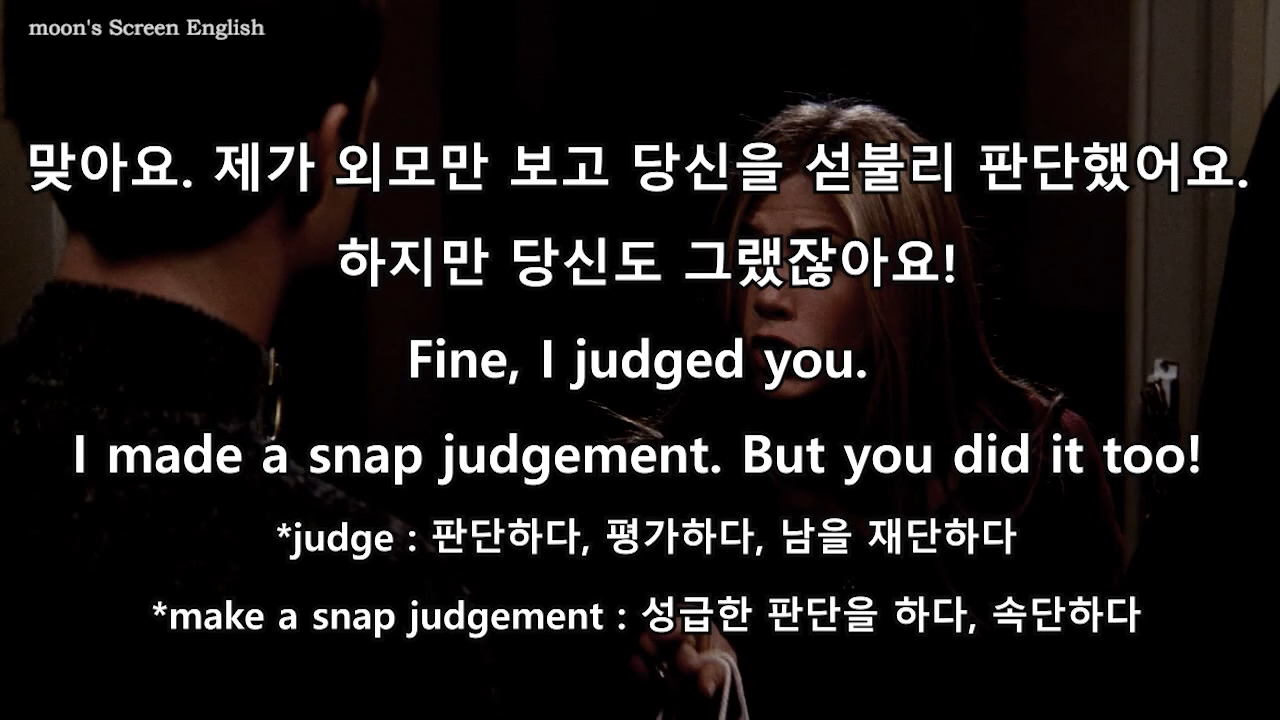 moon's Screen English
맞아요. 제가 외모만 보고 당신을 섣불리 판단했어요.
하지만 당신도 그랬잖아요!
Fine, I judged you.
I made a snap judgement. But you did it too!
*judge : 판단하다, 평가하다, 남을 재단하다
*make a snap judgement : 성급한 판단을 하다, 속단하다